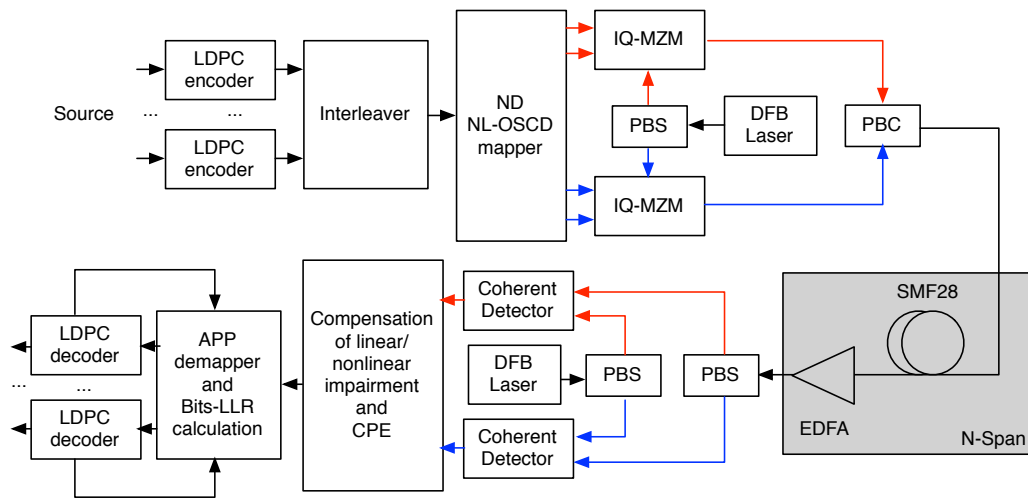 Source
LDPC
encoder
...
...
LDPC
encoder
Interleaver
ND
NL-OSCD
mapper
IQ-MZM
PBS
DFB
Laser
IQ-MZM
PBC
SMF28
EDFA
N-Span
PBS
PBS
DFB
Laser
Coherent
Detector
Coherent
Detector
Compensation
of linear/
nonlinear
impairment
and
CPE
APP
demapper
and
Bits-LLR
calculation
LDPC
decoder
...
...
LDPC
decoder